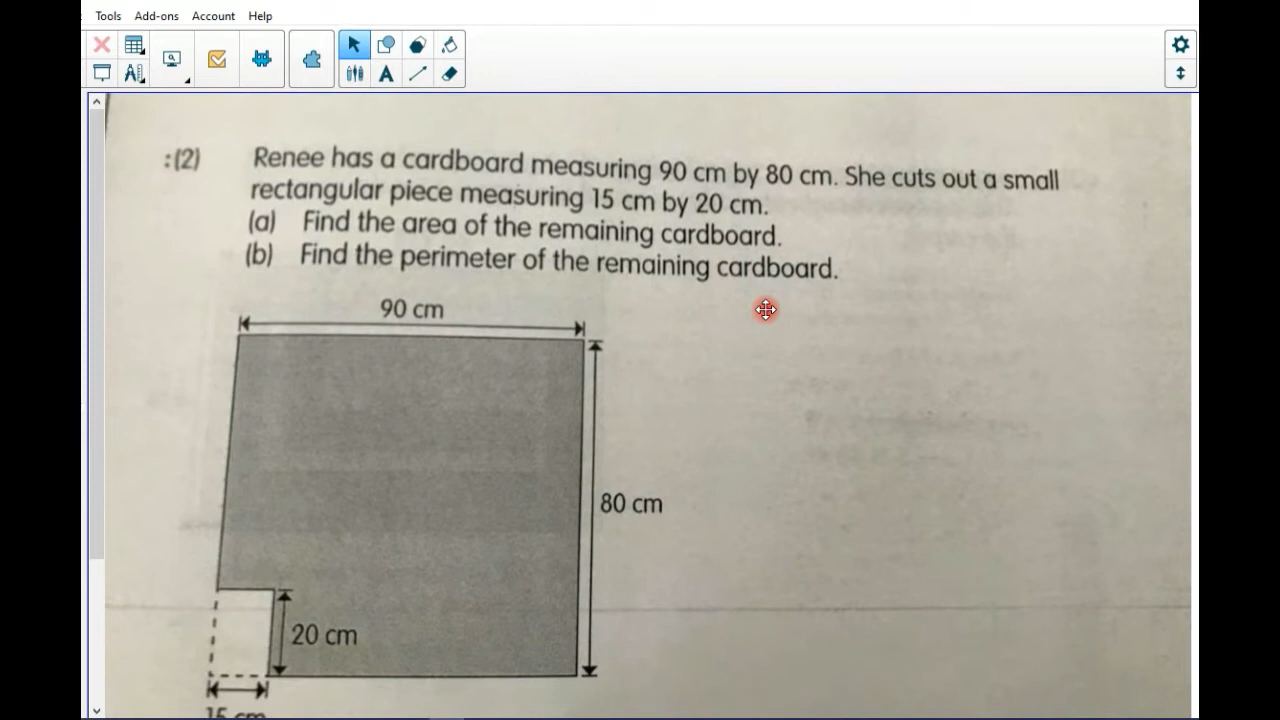 Tools Add-ons Account Help
:(2) Renee has a cardboard measuring 90 cm by 80 cm. She cuts out a small
rectangular piece measuring 15 cm by 20 cm.
(a) Find the area of the remaining cardboard.
(b) Find the perimeter of the remaining cardboard.
90 cm
80 cm
20 cm
15 cm